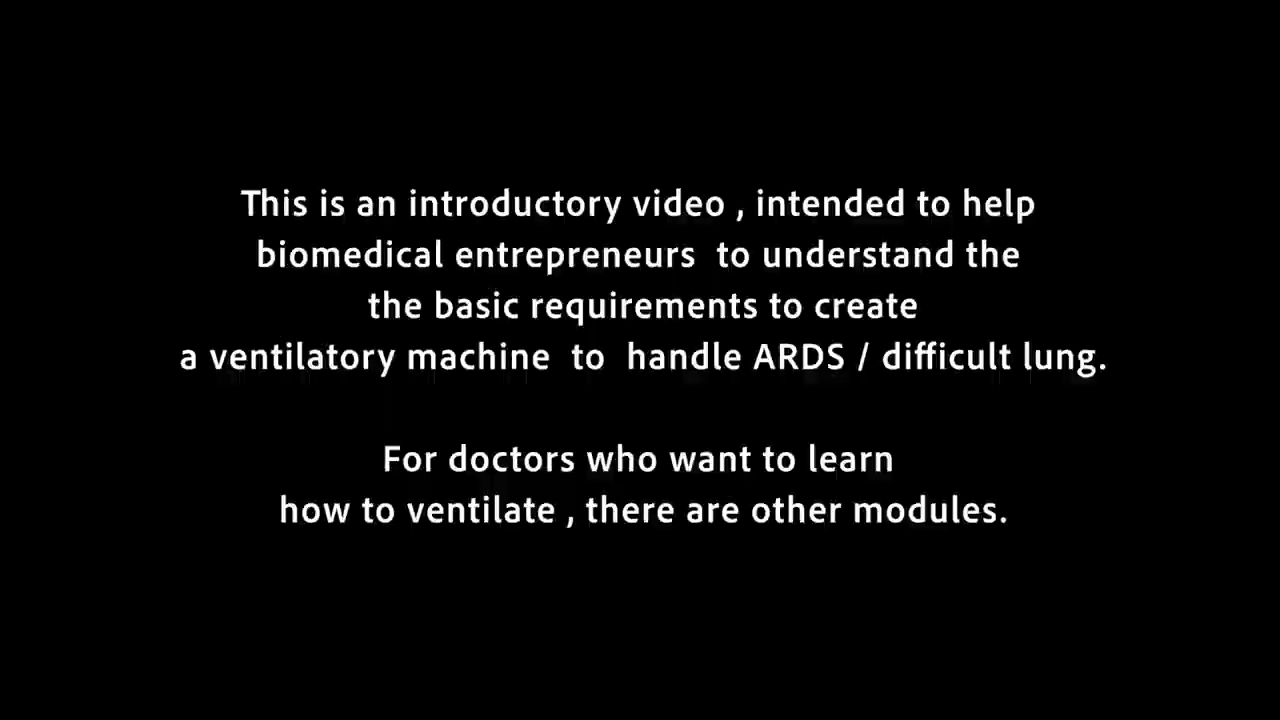 This is an introductory video , intended to help
biomedical entrepreneurs to understand the
the basic requirements to create
a ventilatory machine to handle ARDS / difficult lung.
For doctors who want to learn
how to ventilate , there are other modules.